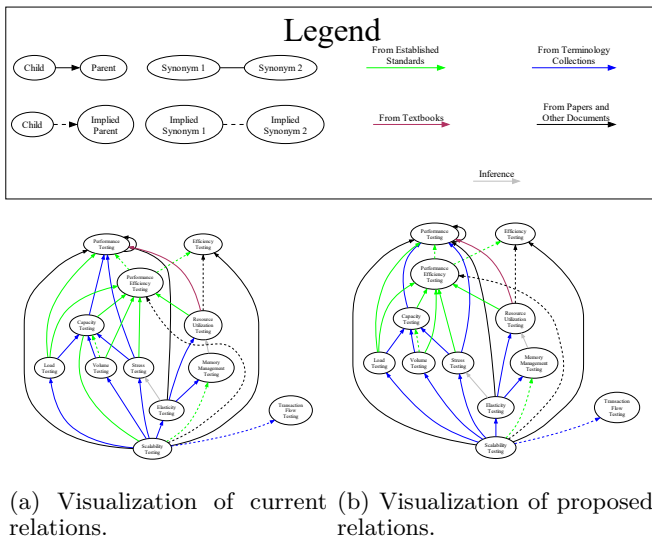 Legend
Child
Parent
Synonym 1
Synonym 2
From Established
Standards
From Terminology
Collections
Child
Implied
Parent
Implied
Synonym 1
Implied
Synonym 2
From Textbooks
From Papers and
Other Documents
Inference
Performance
Testing
Efficiency
Testing
Performance
Efficiency
Testing
Capacity
Testing
Resource
Utilization
Testing
Load
Testing
Volume
Testing
Stress
Testing
Memory
Management
Testing
Elasticity
Testing
Transaction
Flow
Testing
Scalability
Testing
Performance
Testing
Efficiency
Testing
Performance
Efficiency
Testing
Capacity
Testing
Resource
Utilization Testing
Load
Testing
Volume
Testing
Stress
Testing
Memory
Management
Testing
Elasticity
Testing
Transaction
Flow
Testing
Scalability
Testing
(a) Visualization of current
relations.
(b) Visualization of proposed
relations.